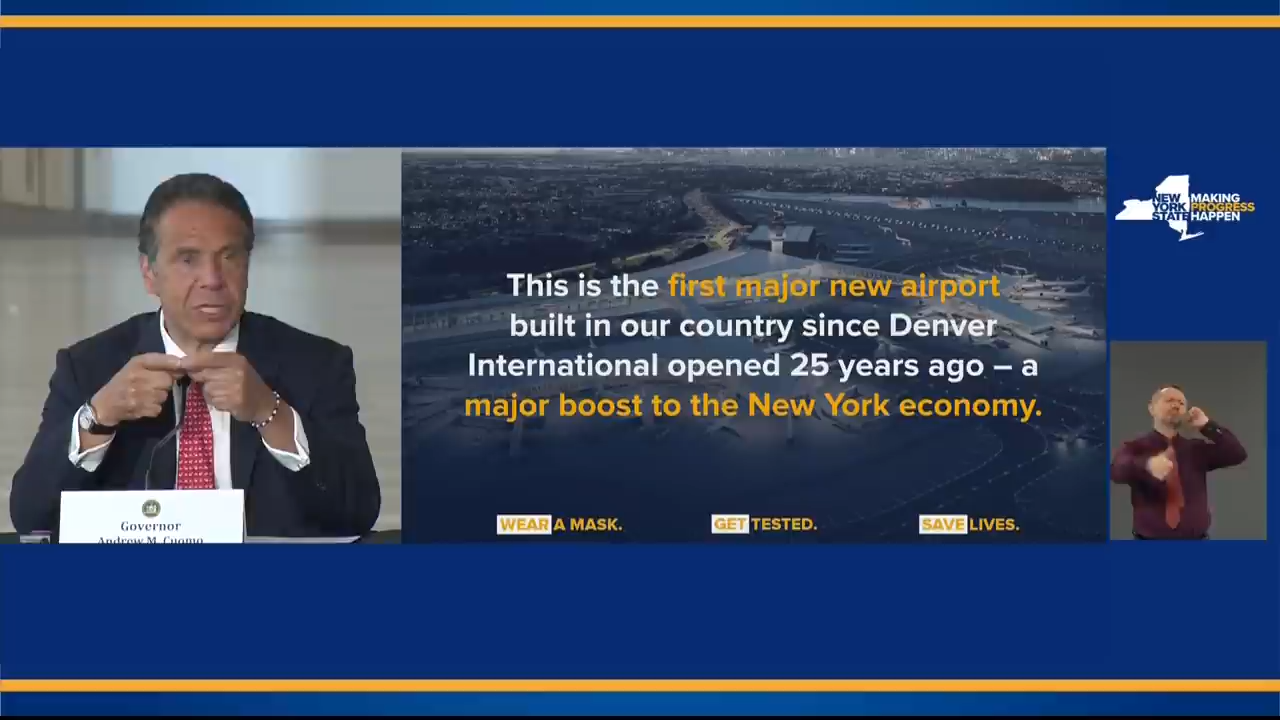 This is the first major new airport
built in our country since Denver
International opened 25 years ago – a
major boost to the New York economy.
WEAR A MASK.
GET TESTED.
SAVE LIVES.
Governor
Andrew M. Cuomo
NEW
YORK
STATE
MAKING
PROGRESS
HAPPEN